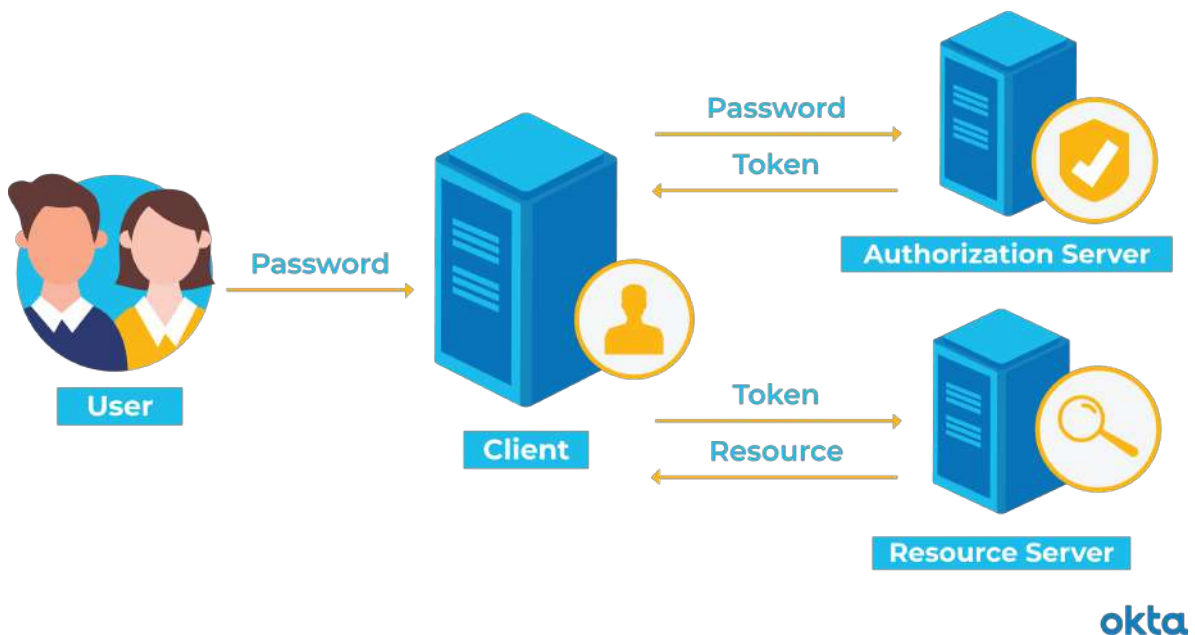 Password
Token
Authorization Server
Password
User
Client
Token
Resource
Resource Server
okta